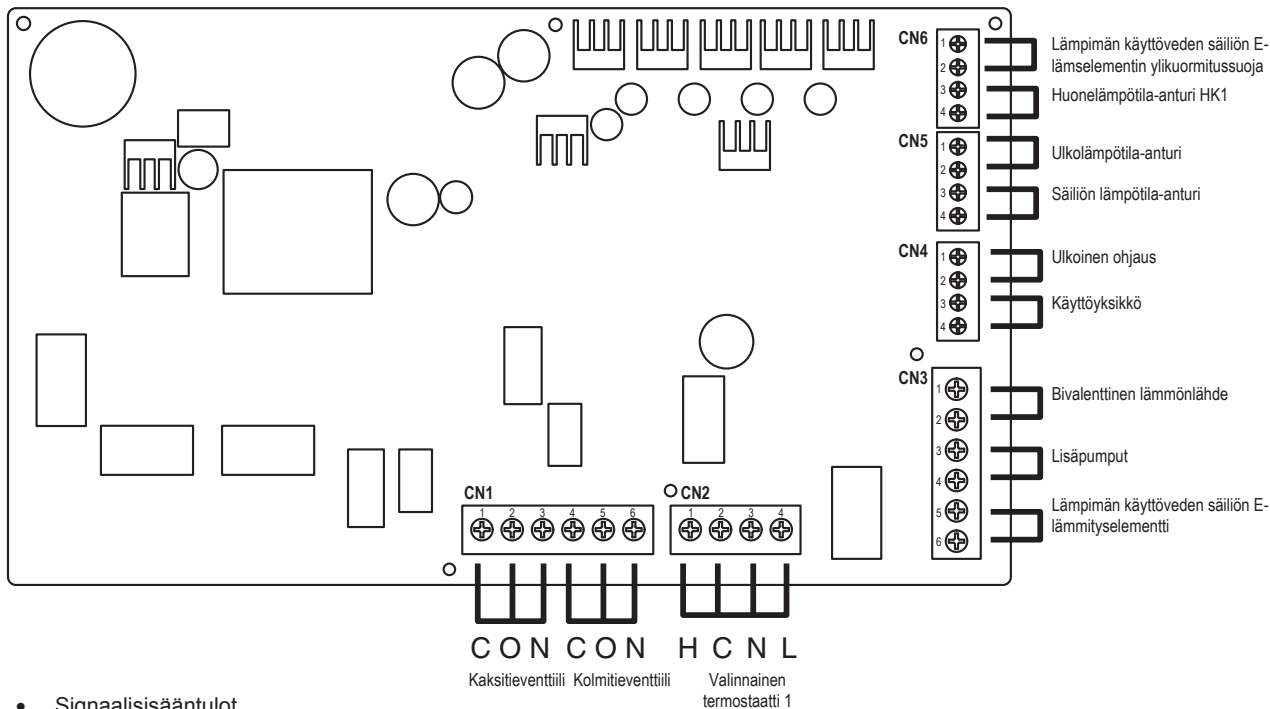 CN6
1
2
3
4
Lämpimän käyttöveden säiliön E-
lämselementin ylikuormitussuoja
Huonelämpötila-anturi HK1
CN5
1
2
3
4
Ulkolämpötila-anturi
Säiliön lämpötila-anturi
CN4
1
2
3
4
Ulkoinen ohjaus
Käyttöyksikkö
CN3
1
2
3
4
5
6
Bivalenttinen lämmönlähde
Lisäpumput
Lämpimän käyttöveden säiliön E-
lämmityselementti
CN1
1 2 3 4 5 6
CN2
1 2 3 4
C O N C O N H C N L
Kaksitieventtiili Kolmitieventtiili Valinnainen
termostaatti 1
• Signaalisisääntulot